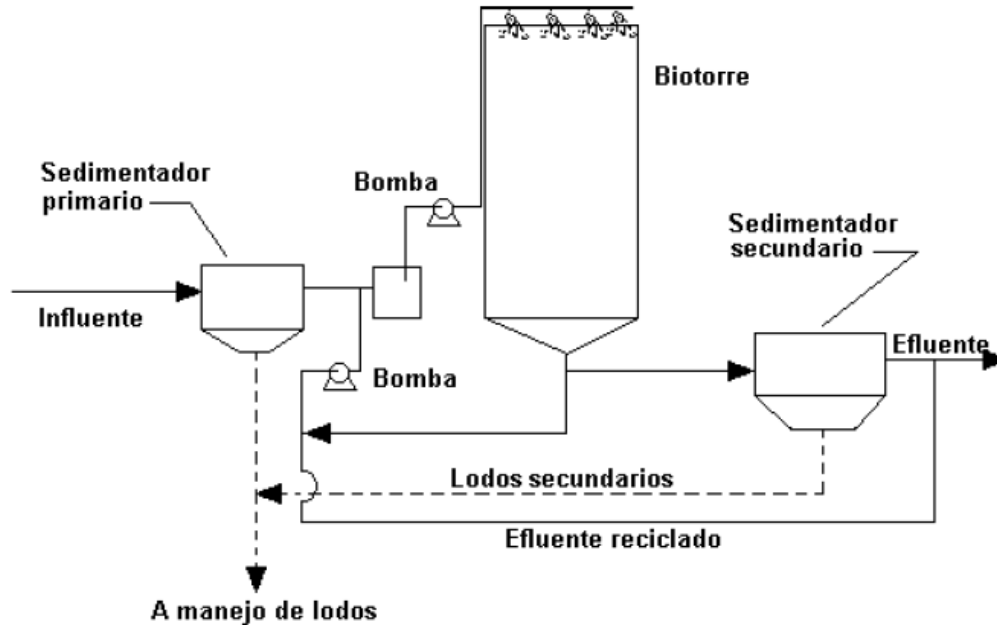 Biotorre
Sedimentador
primario
Bomba
Sedimentador
secundario
Influente
Efluente
Bomba
Lodos secundarios
Efluente reciclado
A manejo de lodos